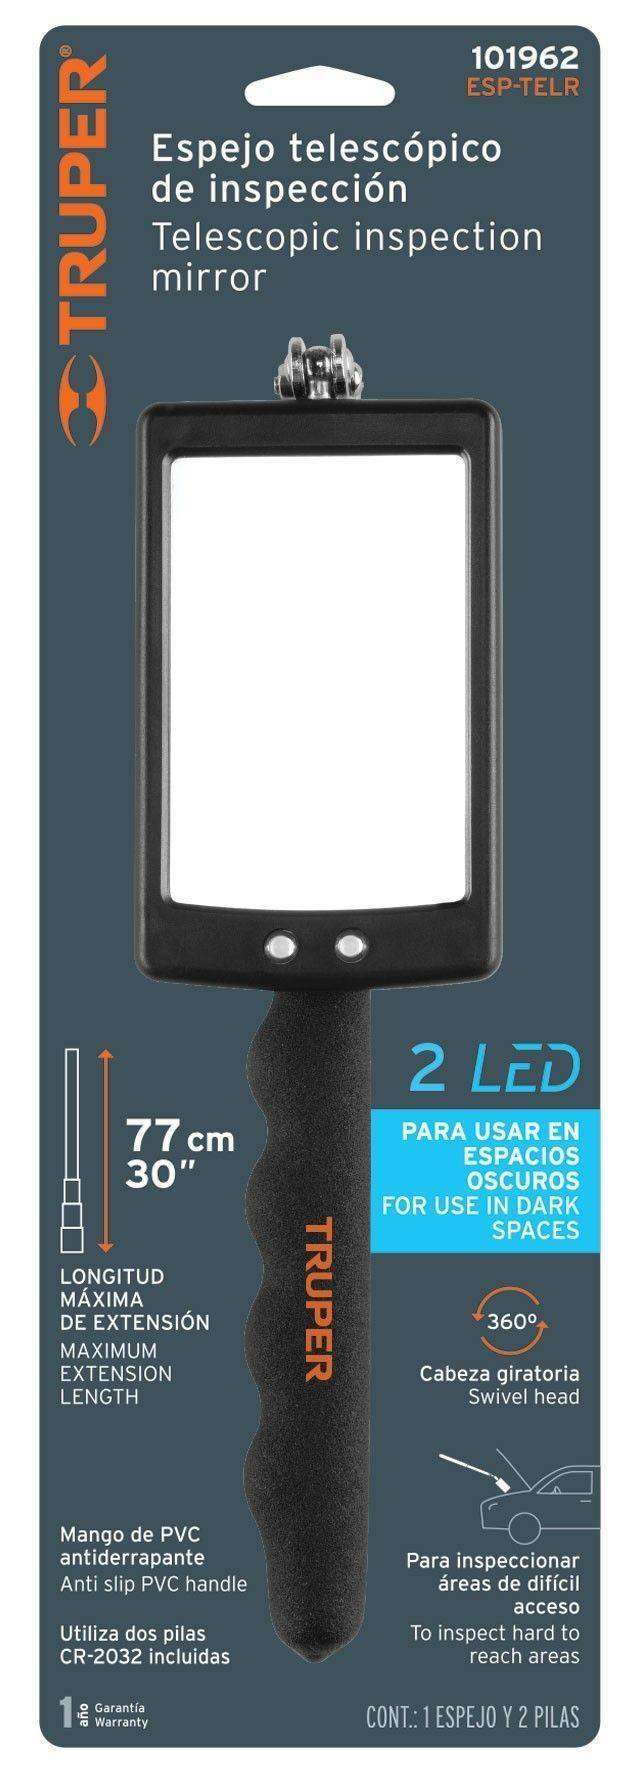 TRUPER®
101962
ESP-TELR
Espejo telescópico
de inspección
Telescopic inspection
mirror
2 LED
PARA USAR EN
ESPACIOS
OSCUROS
FOR USE IN DARK
SPACES
77 cm
30"
LONGITUD
MÁXIMA
DE EXTENSIÓN
MAXIMUM
EXTENSION
LENGTH
TRUPER
360°
Cabeza giratoria
Swivel head
Mango de PVC
antiderrapante
Anti slip PVC handle
Utiliza dos pilas
CR-2032 incluidas
Para inspeccionar
áreas de difícil
acceso
To inspect hard to
reach areas
1 año Garantía
Warranty
CONT.: 1 ESPEJO Y 2 PILAS